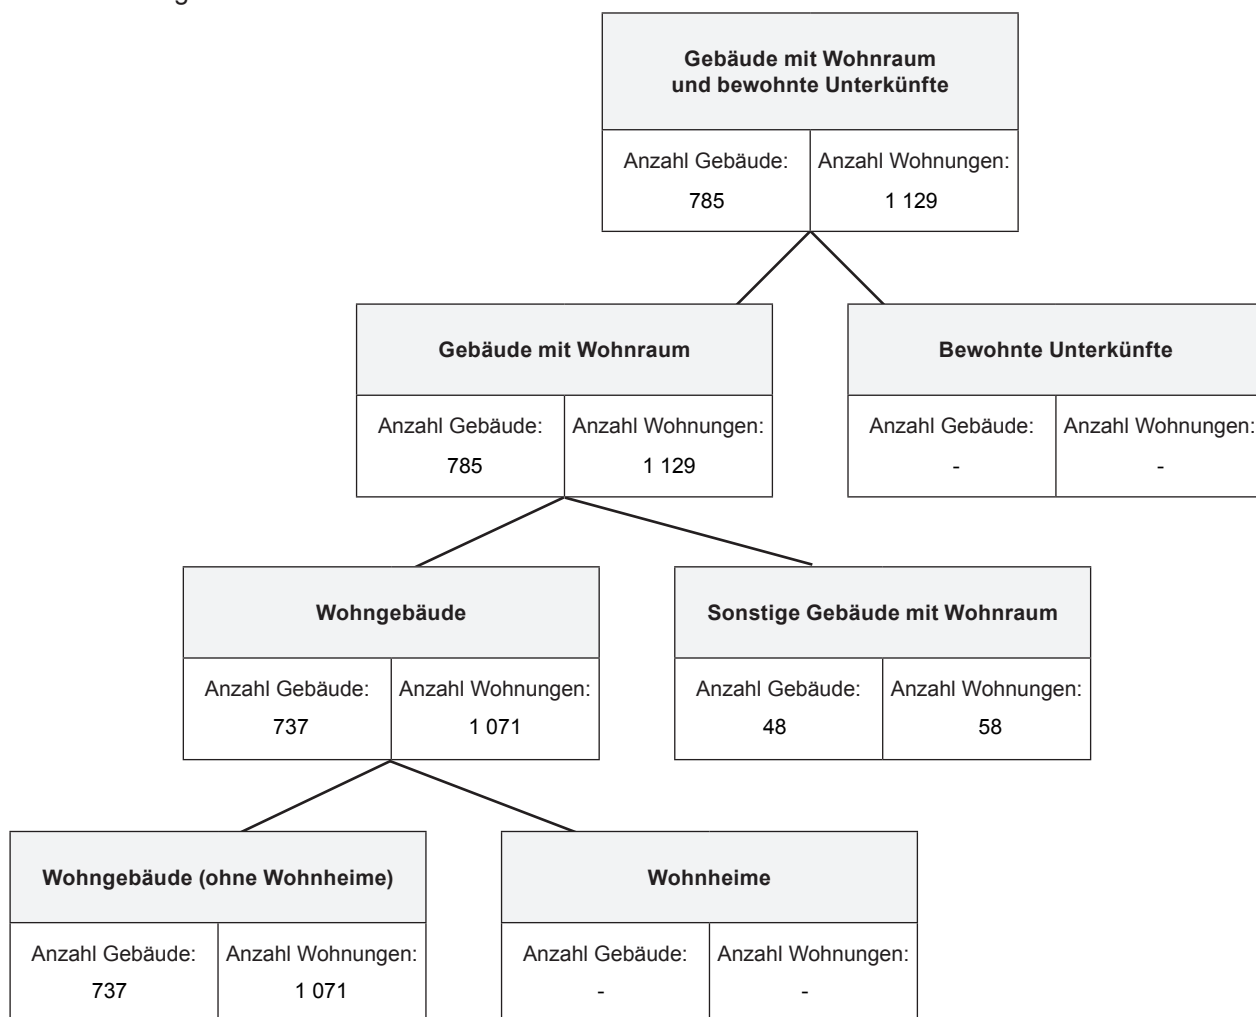 Gebäude mit Wohnraum
und bewohnte Unterkünfte
Anzahl Gebäude: Anzahl Wohnungen:
785 1 129
Gebäude mit Wohnraum
Anzahl Gebäude: Anzahl Wohnungen:
785 1 129
Bewohnte Unterkünfte
Anzahl Gebäude: Anzahl Wohnungen:
- -
Wohngebäude
Anzahl Gebäude: Anzahl Wohnungen:
737 1 071
Sonstige Gebäude mit Wohnraum
Anzahl Gebäude: Anzahl Wohnungen:
48 58
Wohngebäude (ohne Wohnheime)
Anzahl Gebäude: Anzahl Wohnungen:
737 1 071
Wohnheime
Anzahl Gebäude: Anzahl Wohnungen:
- -